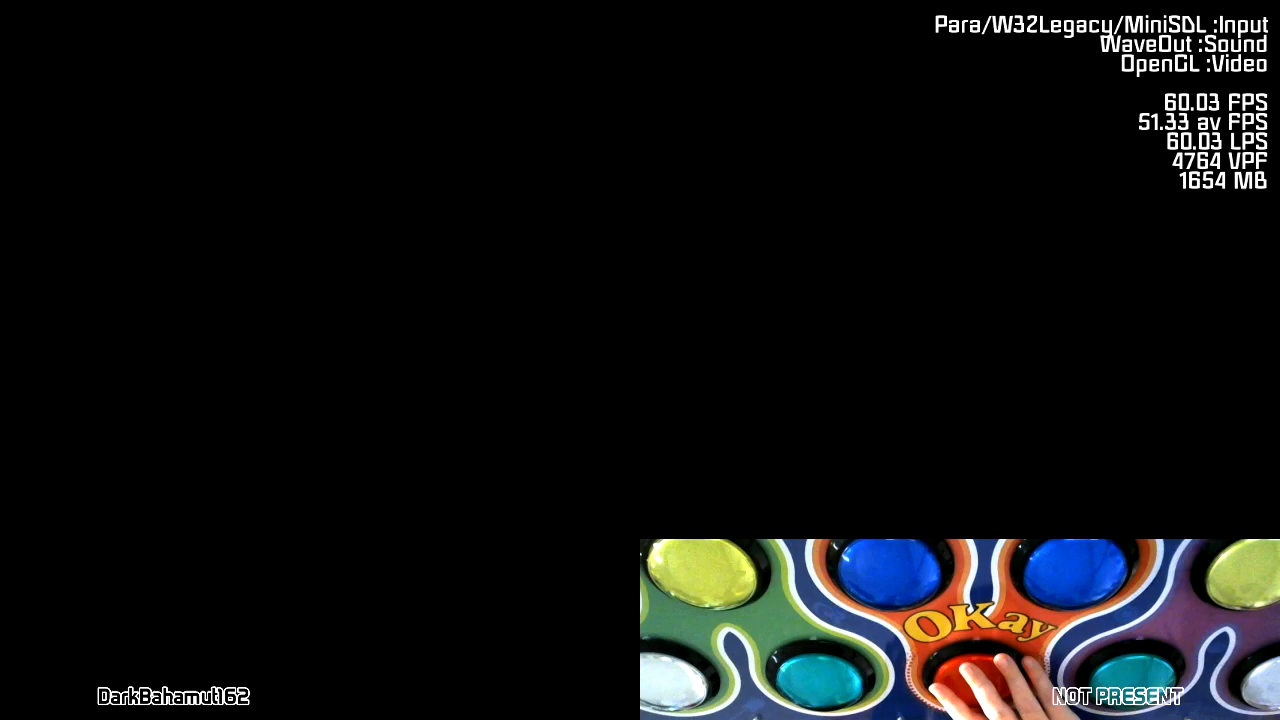 Para/W32Legacy/MiniSDL :Input
WaveOut :Sound
OpenGL :Video
60.03 FPS
51.33 av FPS
60.03 LPS
4764 VPF
1654 MB
OKay
DarkBahamut162
NOT PRESENT